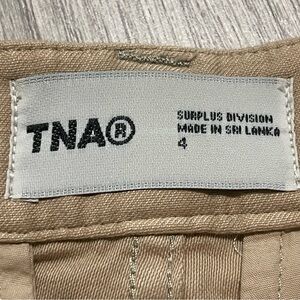 TNA®
SURPLUS DIVISION
MADE IN SRI LANKA
4